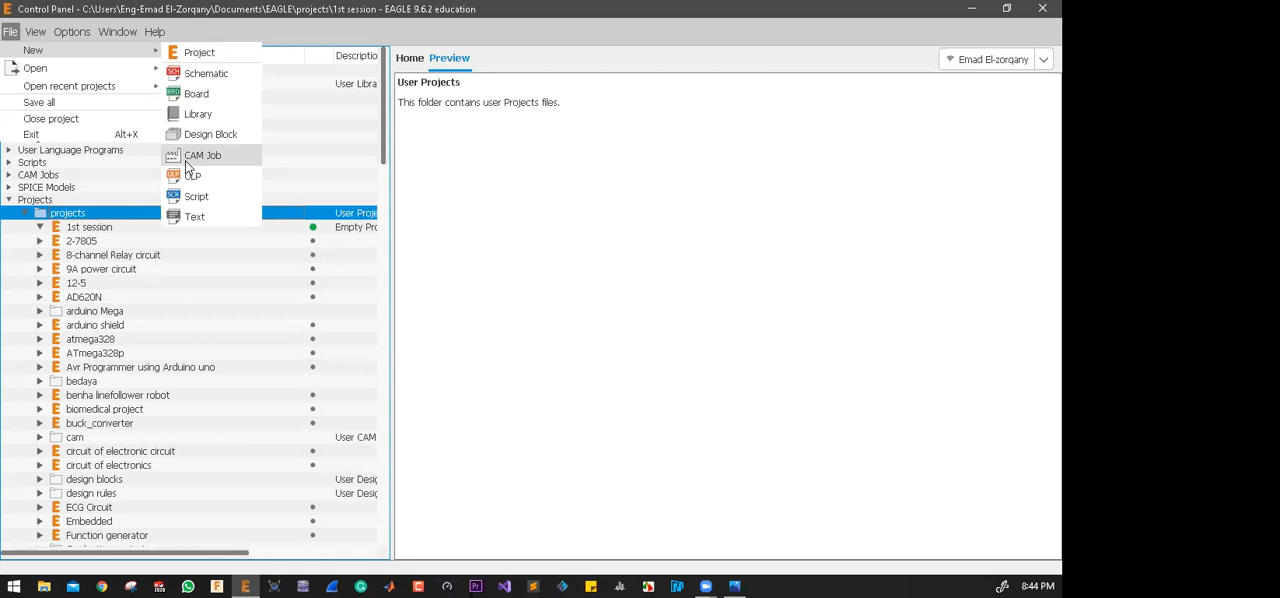 Control Panel - C:\Users\Eng-Emad El-Zorqany\Documents\EAGLE\projects\1st session - EAGLE 9.6.2 education
File View Options Window Help
New
Open
Open recent projects
Save all
Close project
Exit Alt+X
Project
Schematic
Board
Library
Design Block
CAM Job
ULP
Script
Text
Descriptio
User Libra
User Language Programs
Scripts
CAM Jobs
SPICE Models
Projects
projects User Proje
1st session Empty Pro
2-7805
8-channel Relay circuit
9A power circuit
12-5
AD620N
arduino Mega
arduino shield
atmega328
ATmega328p
Avr Programmer using Arduino uno
bedaya
benha linefollower robot
biomedical project
buck_converter
cam User CAM
circuit of electronic circuit
circuit of electronics
design blocks User Desig
design rules User Desig
ECG Circuit
Embedded
Function generator
Home Preview
Emad El-zorqany
User Projects
This folder contains user Projects files.
8:44 PM